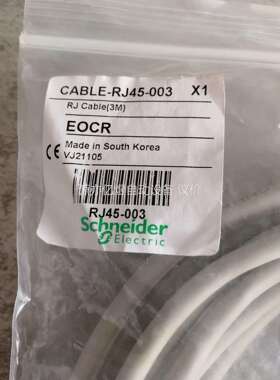 CABLE-RJ45-003 X1
RJ Cable(3M)
EOCR
CE Made in South Korea
VJ21105
RJ45-003
Schneider
Electric